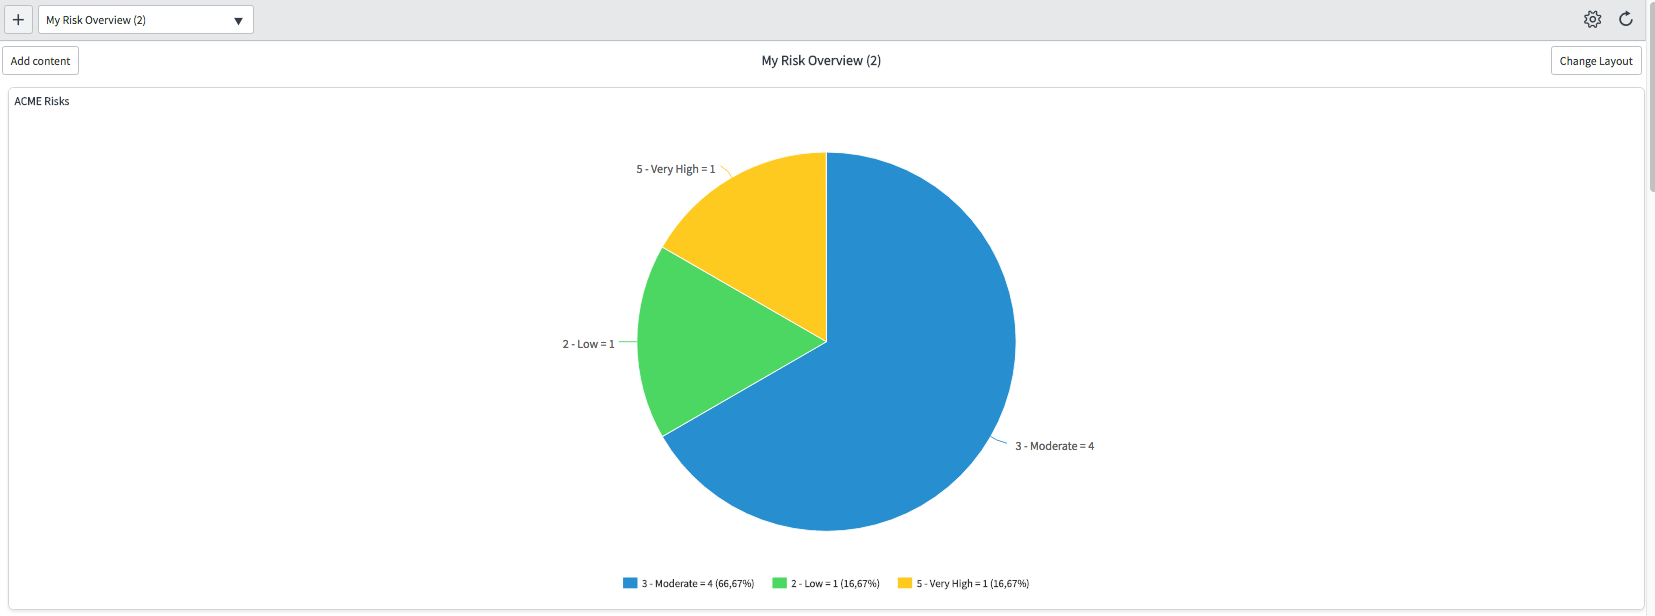 + My Risk Overview (2) ▼
Add content
My Risk Overview (2)
Change Layout
ACME Risks
5 - Very High = 1
2 - Low = 1
3 - Moderate = 4
3 - Moderate = 4 (66,67%) 2 - Low = 1 (16,67%) 5 - Very High = 1 (16,67%)